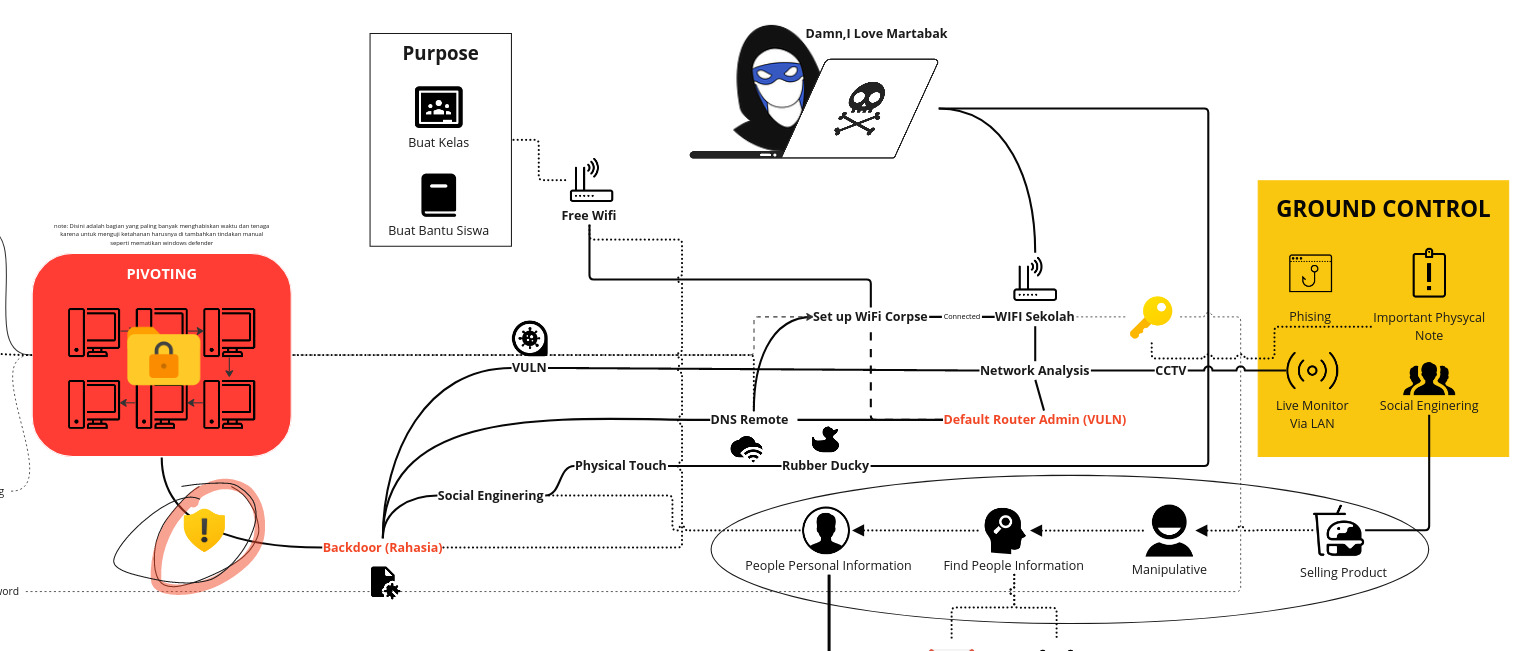 Damn,I Love Martabak
Purpose
Buat Kelas
Buat Bantu Siswa
Free Wifi
GROUND CONTROL
Phising
Important Physycal
Note
Live Monitor
Via LAN
Social Enginering
note: Disini adalah bagian yang paling banyak menghabiskan waktu dan tenaga
karena untuk menguji ketahanan harusnya di tambahkan tindakan manual
seperti mematikan windows defender
PIVOTING
Set up WiFi Corpse
Connected
WIFI Sekolah
VULN
Network Analysis
CCTV
DNS Remote
Default Router Admin (VULN)
Physical Touch
Rubber Ducky
Social Enginering
g
Backdoor (Rahasia)
People Personal Information
Find People Information
Manipulative
Selling Product
word